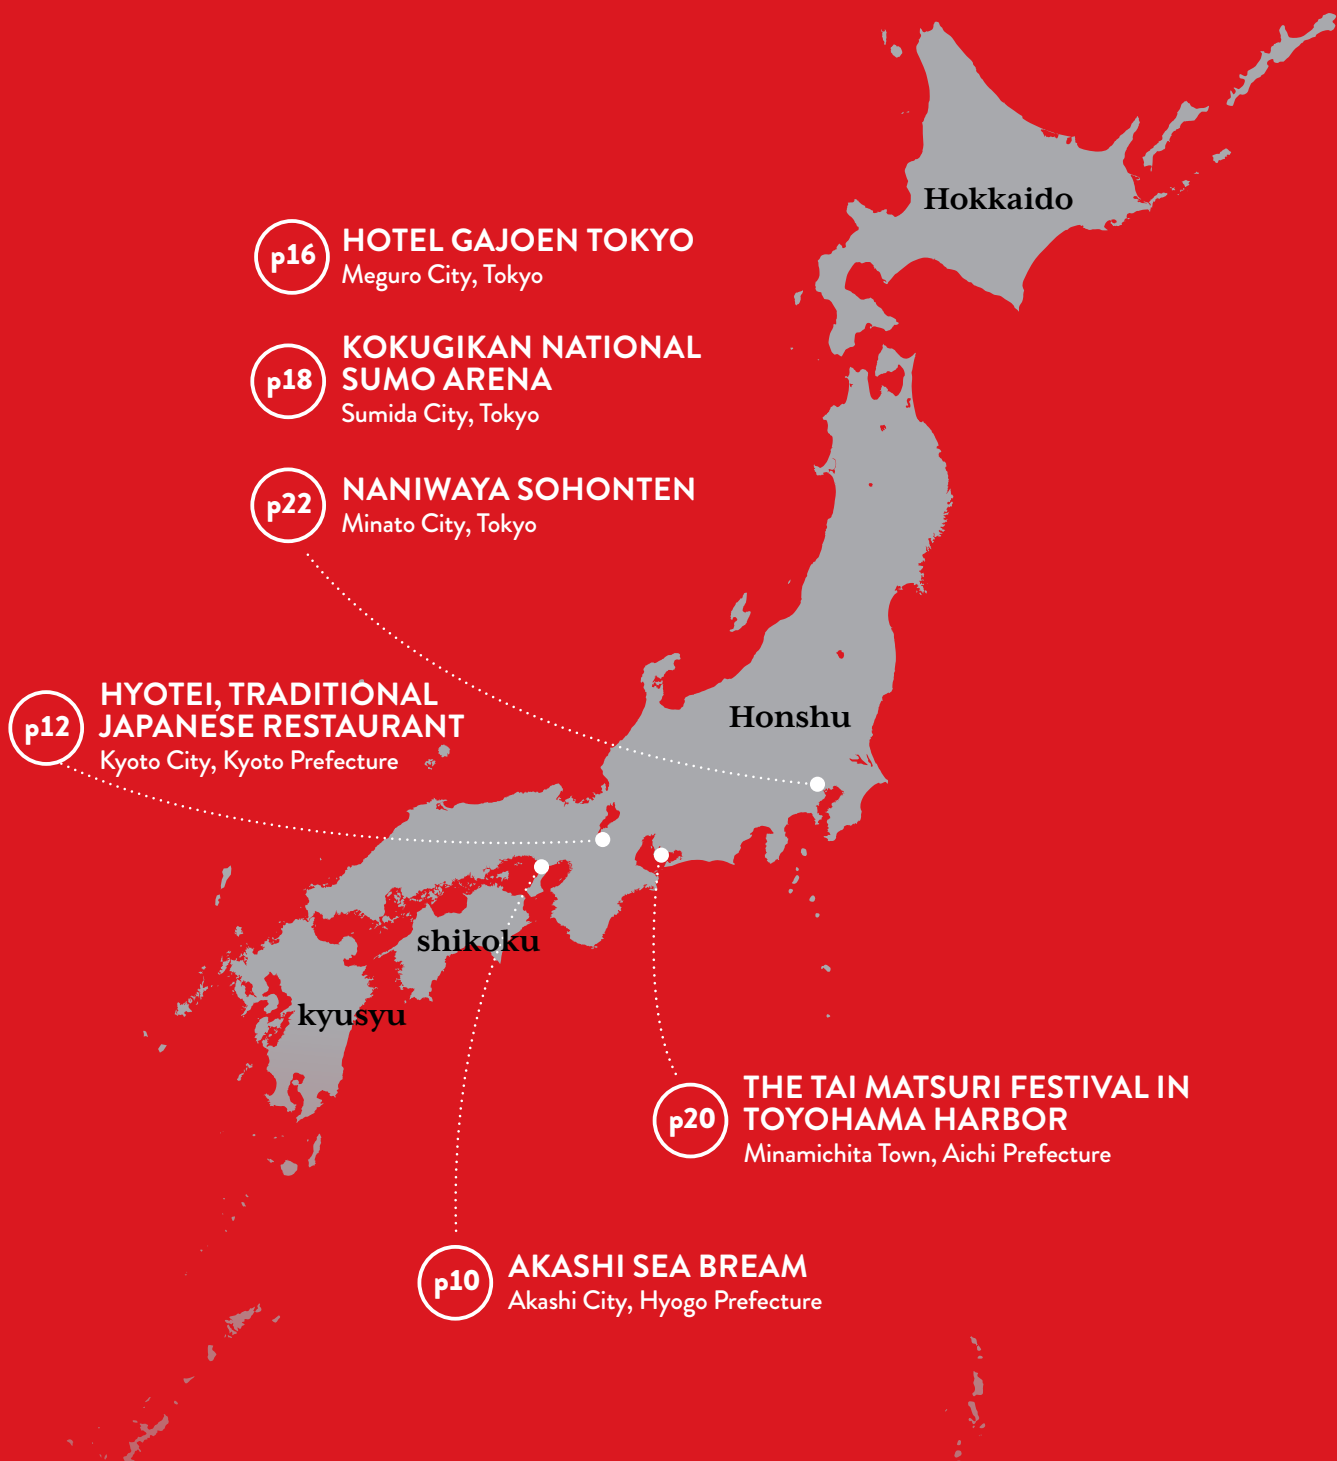 Hokkaido
p16
HOTEL GAJOEN TOKYO
Meguro City, Tokyo
p18
KOKUGIKAN NATIONAL
SUMO ARENA
Sumida City, Tokyo
p22
NANIWAYA SOHONTEN
Minato City, Tokyo
p12
HYOTEI, TRADITIONAL
JAPANESE RESTAURANT
Kyoto City, Kyoto Prefecture
Honshu
shikoku
kyusyu
p20
THE TAI MATSURI FESTIVAL IN
TOYOHAMA HARBOR
Minamichita Town, Aichi Prefecture
p10
AKASHI SEA BREAM
Akashi City, Hyogo Prefecture